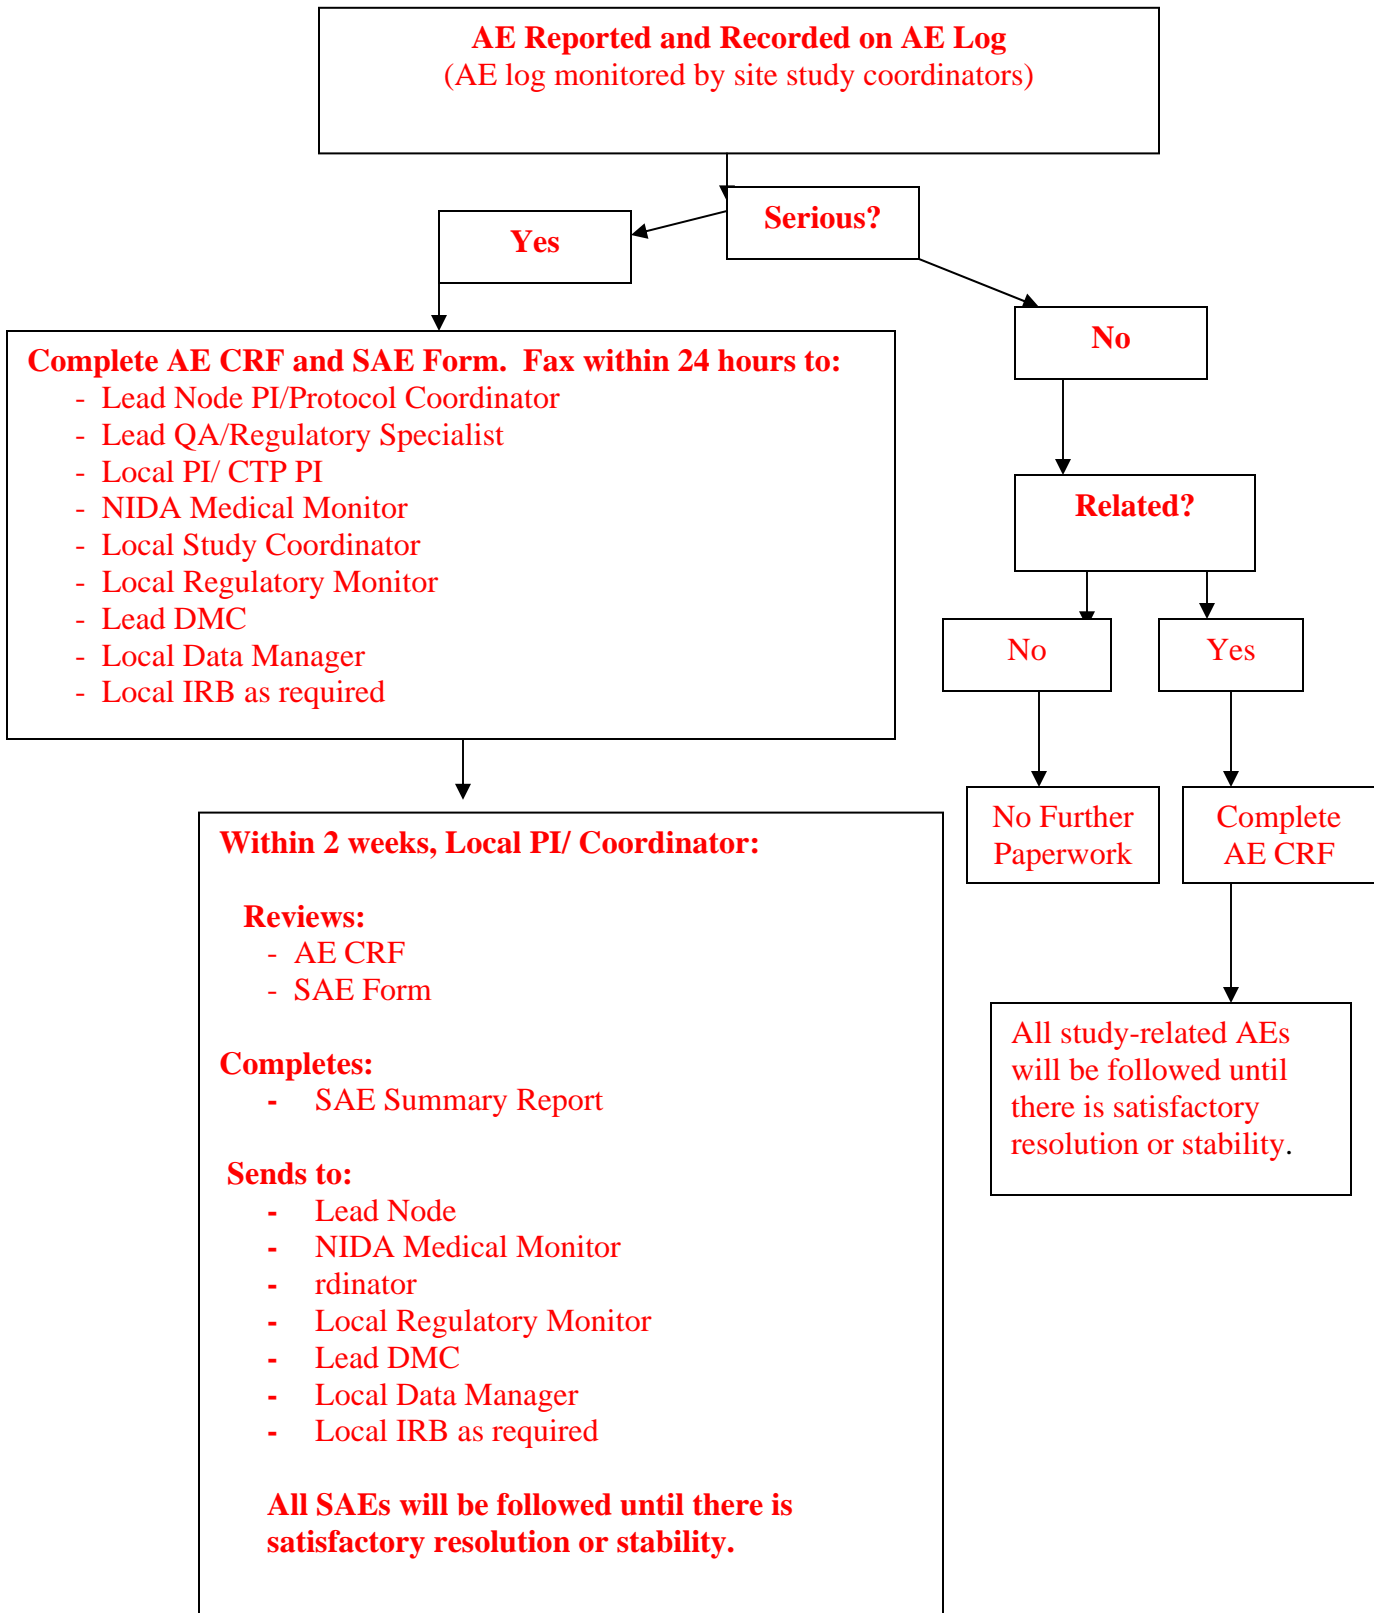 AE Reported and Recorded on AE Log
(AE log monitored by site study coordinators)
Serious?
Yes
No
Complete AE CRF and SAE Form.  Fax within 24 hours to:
- Lead Node PI/Protocol Coordinator
- Lead QA/Regulatory Specialist
- Local PI/ CTP PI
- NIDA Medical Monitor
- Local Study Coordinator
- Local Regulatory Monitor
- Lead DMC
- Local Data Manager
- Local IRB as required
Related?
No
Yes
No Further
Paperwork
Complete
AE CRF
Within 2 weeks, Local PI/ Coordinator:
Reviews:
- AE CRF
- SAE Form
Completes:
- SAE Summary Report
Sends to:
- Lead Node
- NIDA Medical Monitor
- rdinator
- Local Regulatory Monitor
- Lead DMC
- Local Data Manager
- Local IRB as required
All SAEs will be followed until there is
satisfactory resolution or stability.
All study-related AEs
will be followed until
there is satisfactory
resolution or stability.